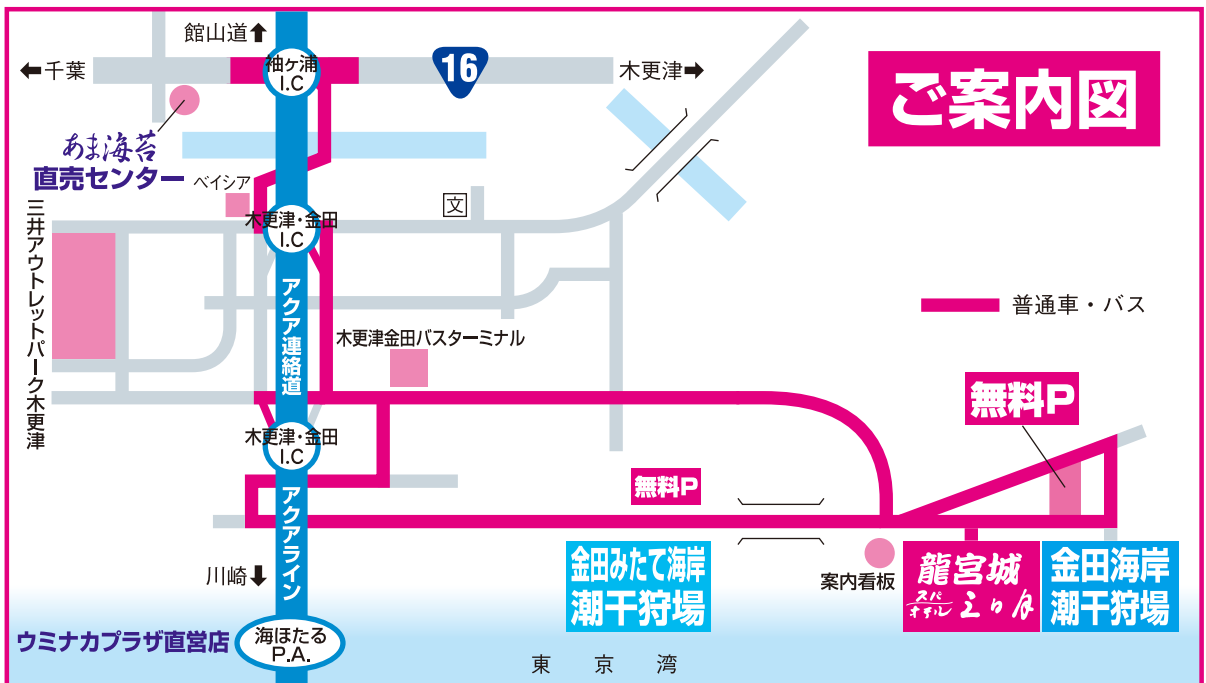 館山道↑
←千葉
袖ヶ浦
I.C
16
木更津→
ご案内図
あま海苔
直売センター
ベイシア
文
三井アウトレットパーク木更津
木更津・金田
I.C
アクア連絡道
普通車・バス
木更津金田バスターミナル
無料P
木更津・金田
I.C
無料P
アクアライン
川崎↓
金田みたて海岸
潮干狩場
案内看板
龍宮城
スパ
ホテル
三日月
金田海岸
潮干狩場
ウミナカプラザ直営店
海ほたる
P.A.
東京湾